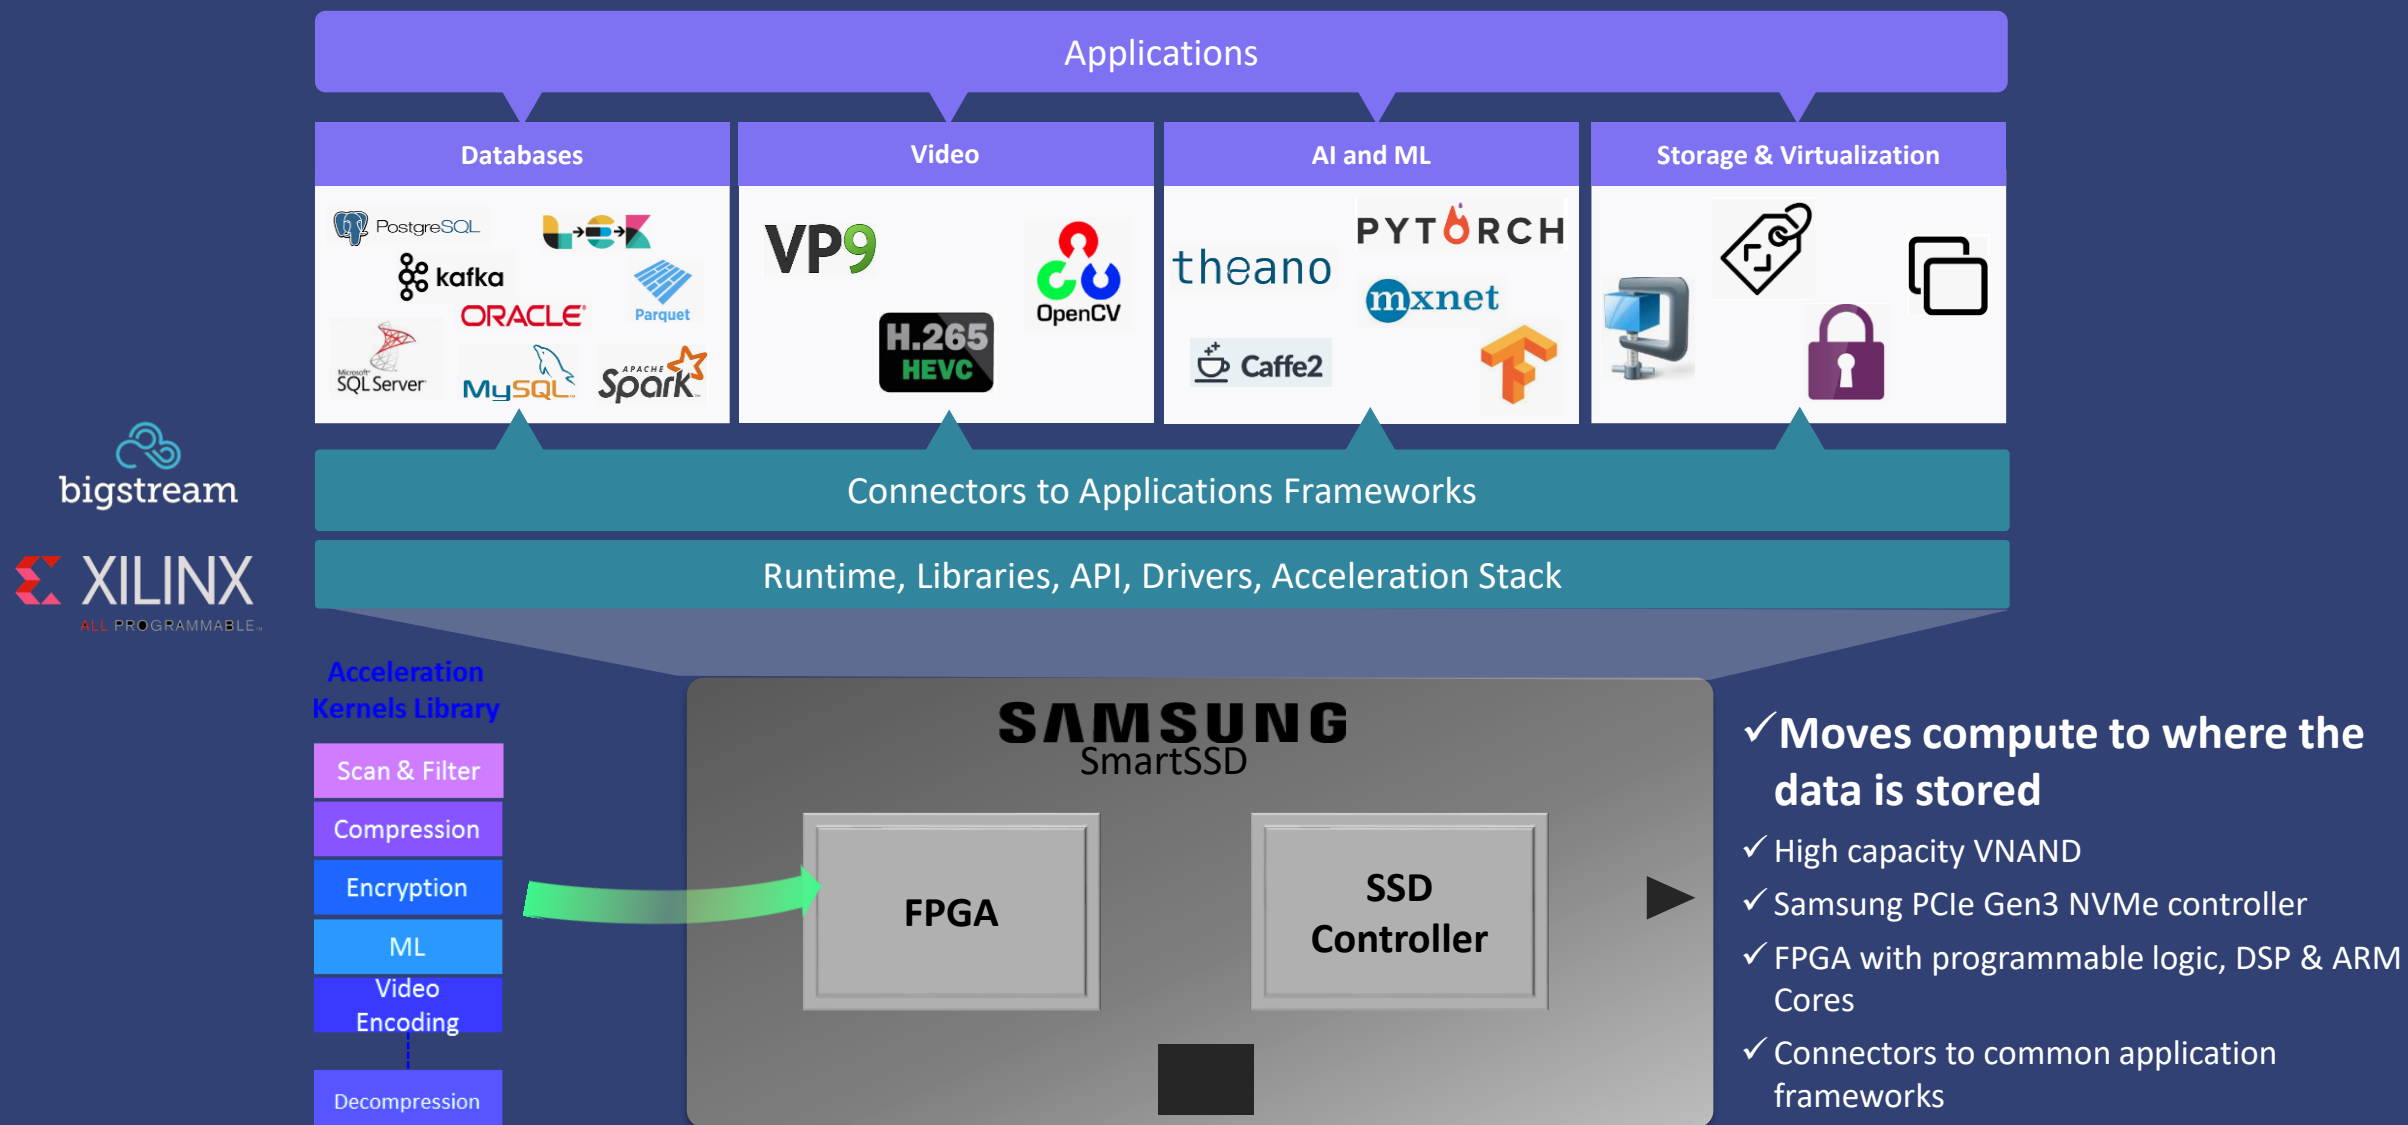 Applications
Databases
Video
AI and ML
Storage & Virtualization
PostgreSQL
kafka
ORACLE
Parquet
Microsoft
SQL Server
MySQL
APACHE
Spark
VP9
OpenCV
H.265
HEVC
PYTORCH
theano
mxnet
Caffe2
bigstream
Connectors to Applications Frameworks
XILINX
ALL PROGRAMMABLE™
Runtime, Libraries, API, Drivers, Acceleration Stack
Acceleration
Kernels Library
Scan & Filter
Compression
Encryption
ML
Video
Encoding
Decompression
SAMSUNG
SmartSSD
FPGA
SSD
Controller
✓Moves compute to where the
data is stored
✓ High capacity VNAND
✓ Samsung PCIe Gen3 NVMe controller
✓ FPGA with programmable logic, DSP & ARM
Cores
✓ Connectors to common application
frameworks